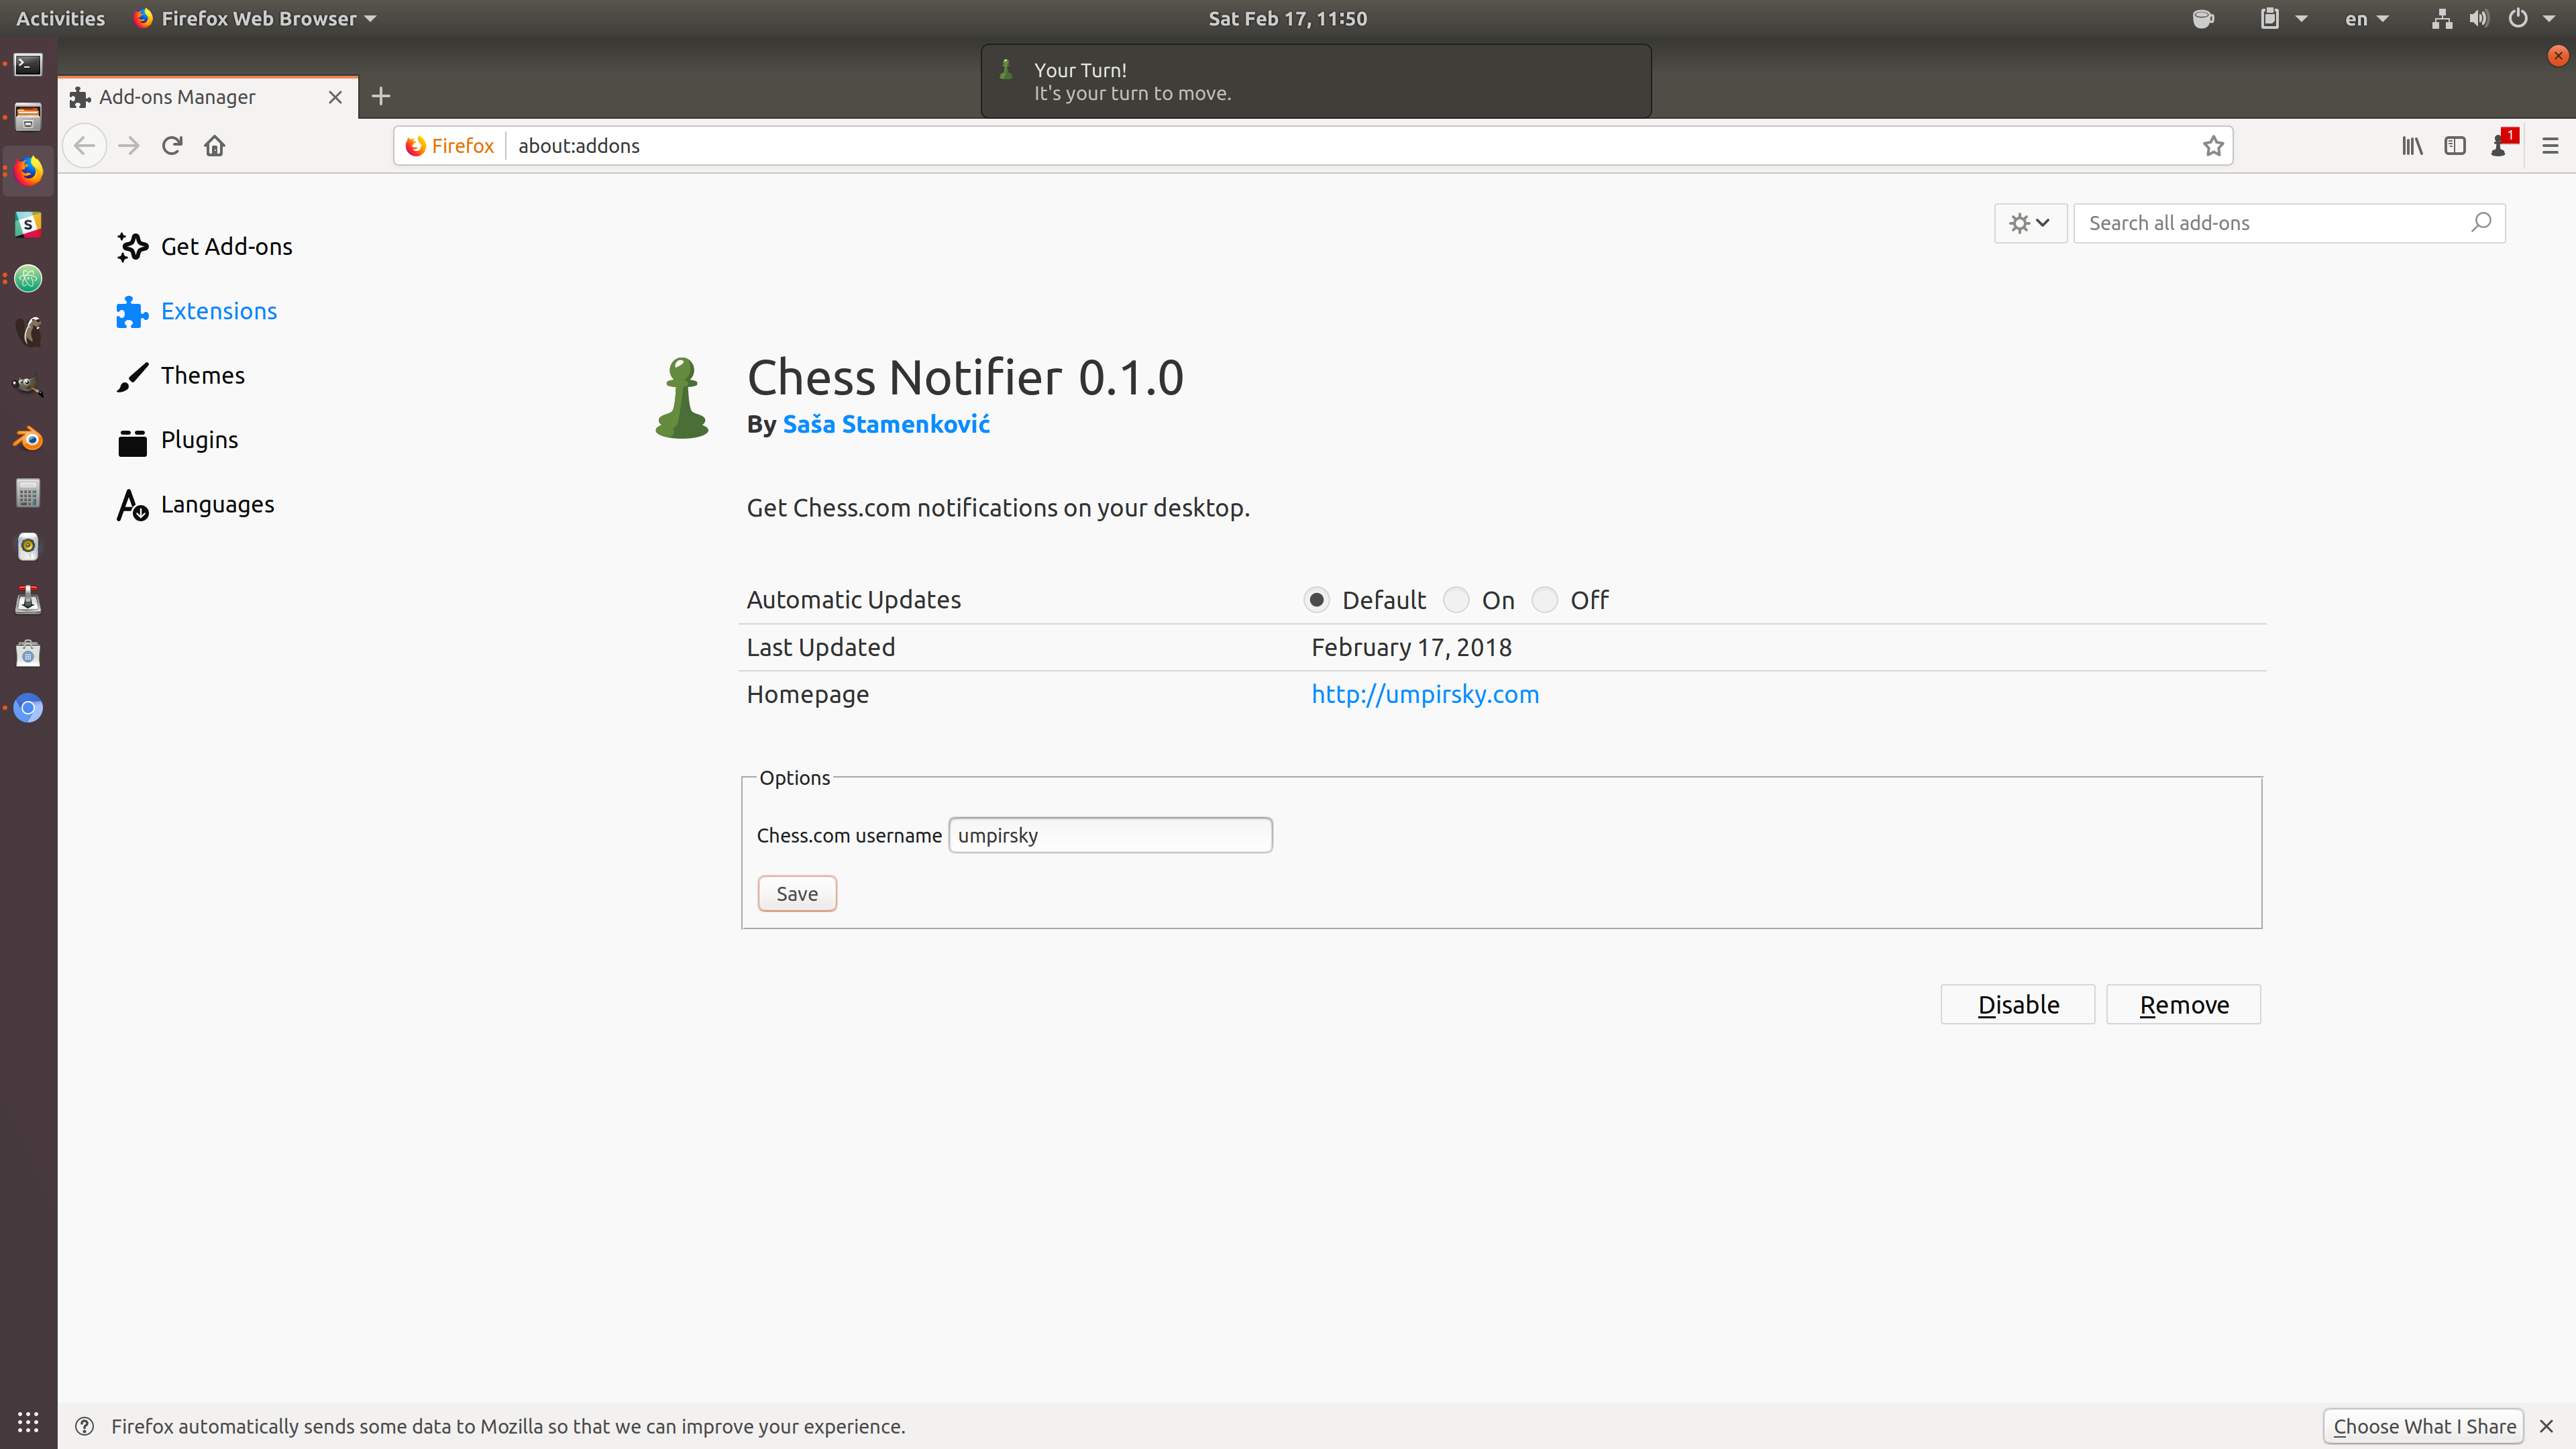 Activities Firefox Web Browser Sat Feb 17, 11:50 en
Your Turn!
It's your turn to move.
Add-ons Manager
Firefox about:addons 1
Search all add-ons
Get Add-ons
Extensions
Themes
Plugins
Languages
Chess Notifier 0.1.0
By Saša Stamenković
Get Chess.com notifications on your desktop.
Automatic Updates Default On Off
Last Updated February 17, 2018
Homepage http://umpirsky.com
Options
Chess.com username umpirsky
Save
Disable Remove
Firefox automatically sends some data to Mozilla so that we can improve your experience. Choose What I Share